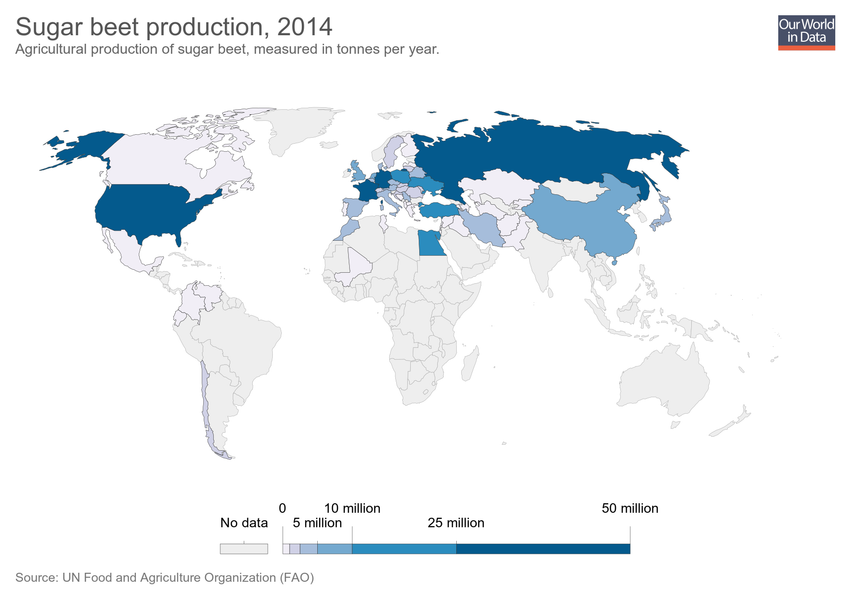 Sugar beet production, 2014
Agricultural production of sugar beet, measured in tonnes per year.
Our World
in Data
0
10 million
50 million
No data
5 million
25 million
Source: UN Food and Agriculture Organization (FAO)